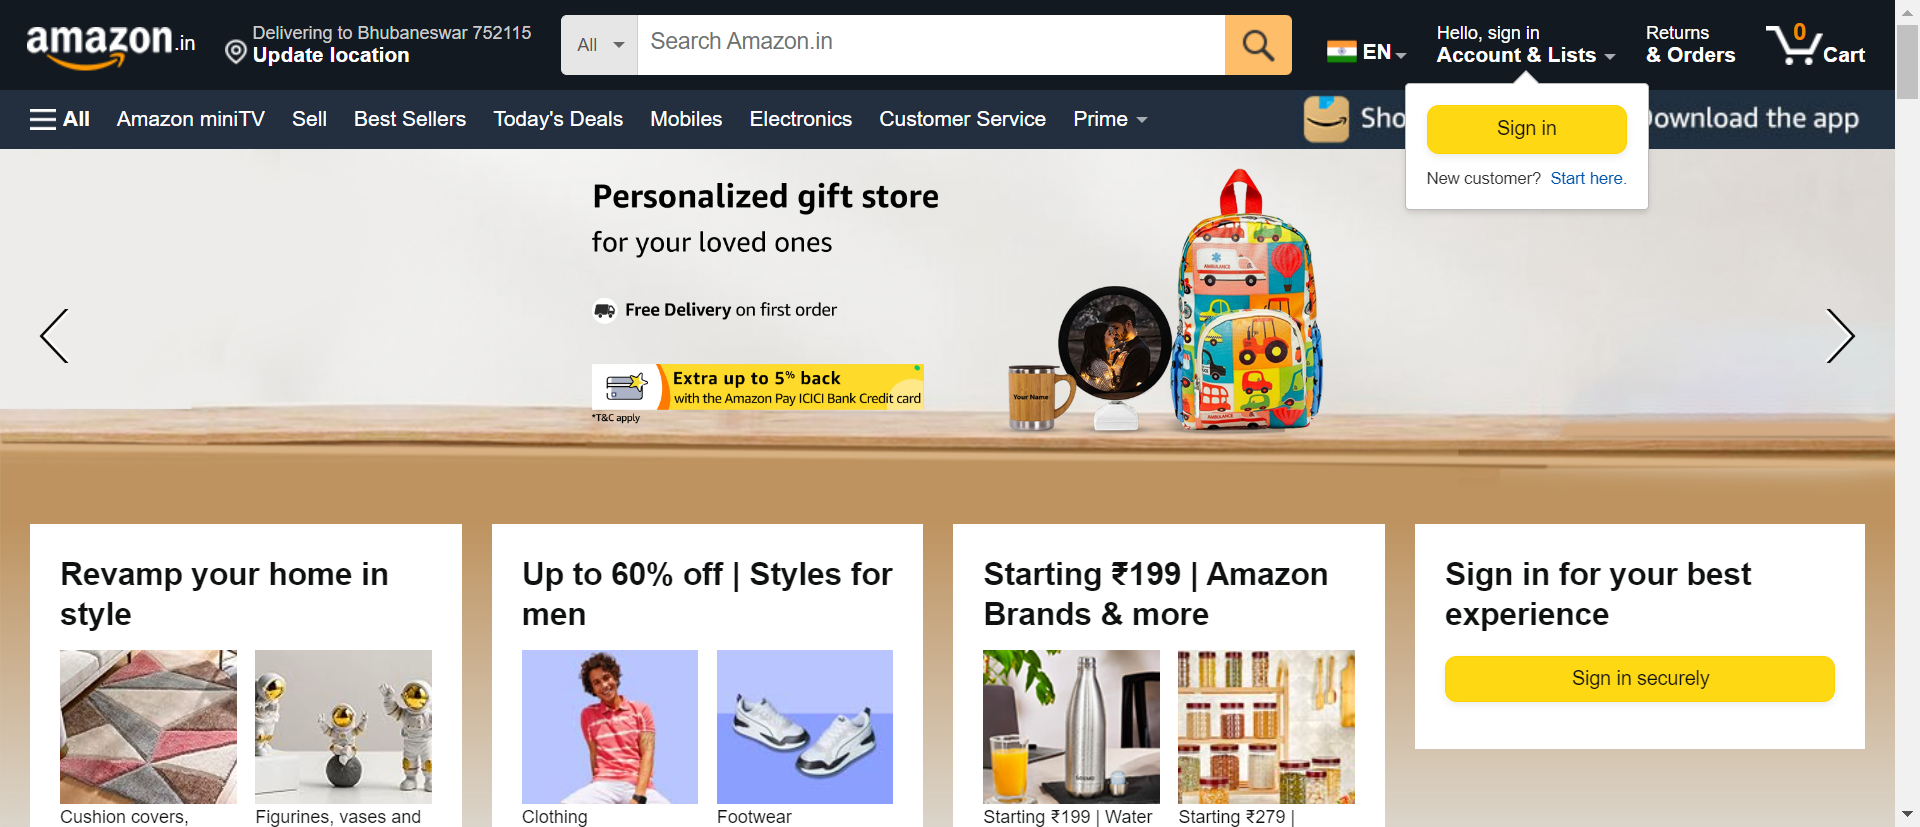 amazon.in
Delivering to Bhubaneswar 752115
Update location
All
Search Amazon.in
EN
Hello, sign in
Account & Lists
Returns
& Orders
0
Cart
All
Amazon miniTV
Sell
Best Sellers
Today's Deals
Mobiles
Electronics
Customer Service
Prime
Sho
ownload the app
Sign in
New customer? Start here.
Personalized gift store
for your loved ones
Free Delivery on first order
Extra up to 5% back
with the Amazon Pay ICICI Bank Credit card
*T&C apply
Your Name
AMBULANCE
AMBULANCE
Revamp your home in
style
Cushion covers,
Figurines, vases and
Up to 60% off | Styles for
men
Clothing
Footwear
Starting ₹199 | Amazon
Brands & more
Starting ₹199 | Water
Starting ₹279 |
Sign in for your best
experience
Sign in securely